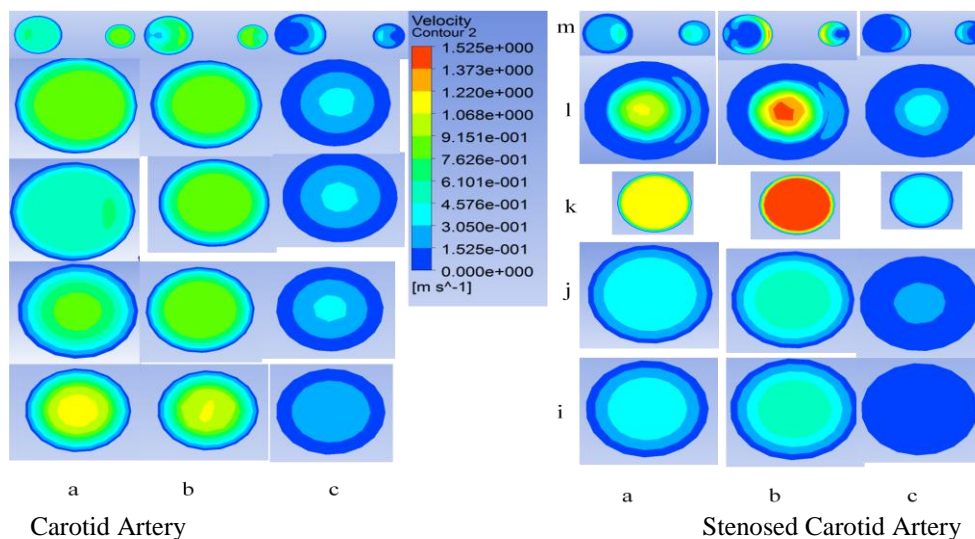 Velocity
Contour 2
1.525e+000
1.373e+000
1.220e+000
1.068e+000
9.151e-001
7.626e-001
6.101e-001
4.576e-001
3.050e-001
1.525e-001
0.000e+000
[m s^-1]
m
l
k
j
i
a b c
a b c
Carotid Artery
Stenosed Carotid Artery